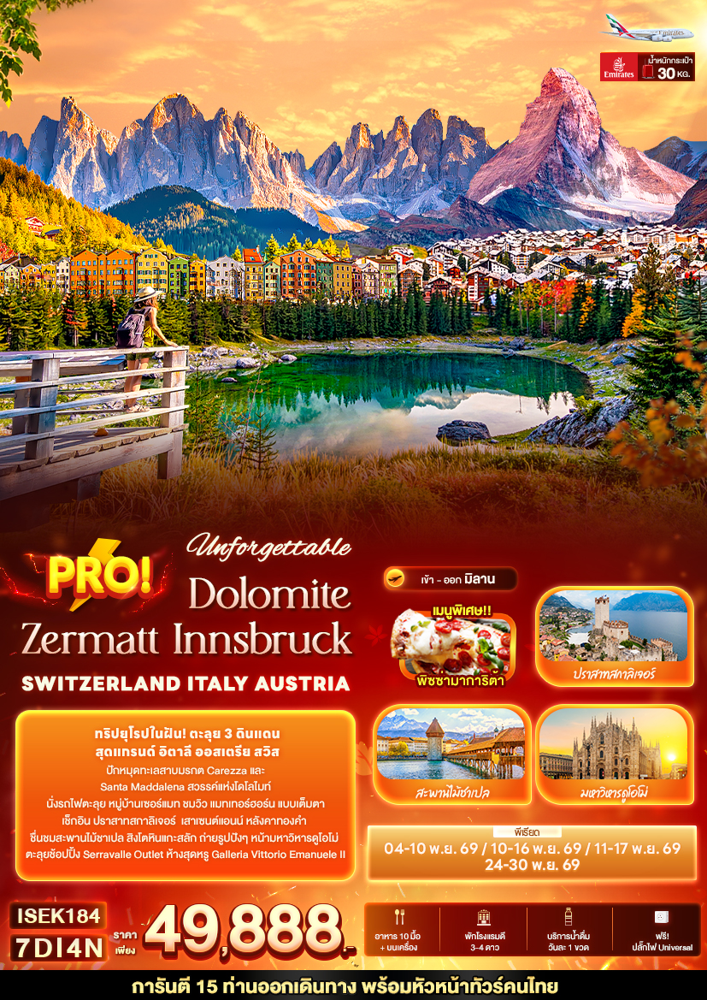 Emirates
Emirates
น้ำหนักกระเป๋า
30 KG.
PRO!
Unforgettable
Dolomite
Zermatt Innsbruck
SWITZERLAND ITALY AUSTRIA
เข้า - ออก มิลาน
เมนูพิเศษ!!
พิซซ่ามาการิต้า
ปราสาทสกาลิเจอร์
สะพานไม้ชาเปล
มหาวิหารดูโอโม่
ทริปยุโรปในฝัน! ตะลุย 3 ดินแดน
สุดแกรนด์ อิตาลี ออสเตรีย สวิส
ปักหมุดทะเลสาบมรกต Carezza และ
Santa Maddalena สวรรค์แห่งโดโลไมท์
นั่งรถไฟตะลุย หมู่บ้านเซอร์แมท ชมวิว แมทเทอร์ฮอร์น แบบเต็มตา
เช็กอิน ปราสาทสกาลิเจอร์ เสาเซนต์แอนน์ หลังคาทองคำ
ชื่นชมสะพานไม้ชาเปล สิงโตหินแกะสลัก ถ่ายรูปปังๆ หน้ามหาวิหารดูโอโม่
ตะลุยช้อปปิ้ง Serravalle Outlet ห้างสุดหรู Galleria Vittorio Emanuele II
พีเรียด
04-10 พ.ย. 69 / 10-16 พ.ย. 69 / 11-17 พ.ย. 69
24-30 พ.ย. 69
ISEK184
7D14N
ราคา
เพียง
49,888.-
อาหาร 10 มื้อ
+ บนเครื่อง
พักโรงแรมดี
3-4 ดาว
บริการน้ำดื่ม
วันละ 1 ขวด
ฟรี!
ปลั๊กไฟ Universal
การันตี 15 ท่านออกเดินทาง พร้อมหัวหน้าทัวร์คนไทย